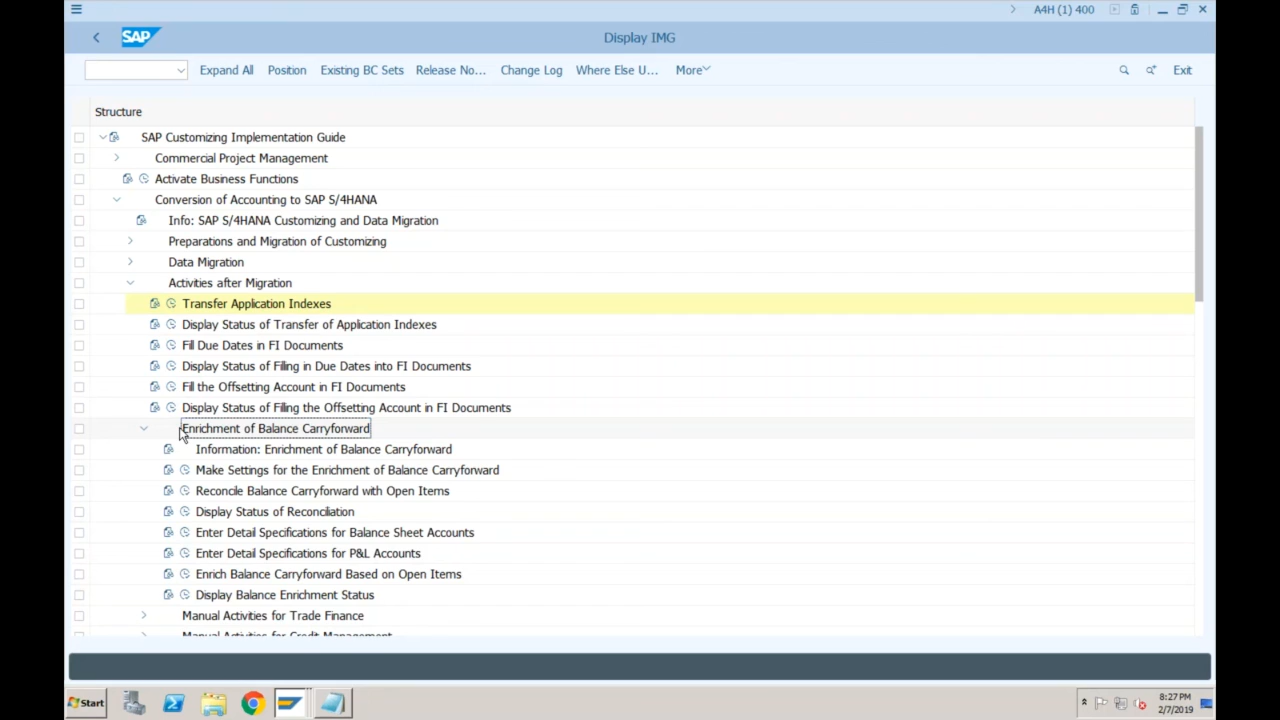 A4H (1) 400
SAP
Display IMG
Expand All Position Existing BC Sets Release No... Change Log Where Else U... More Exit
Structure
SAP Customizing Implementation Guide
Commercial Project Management
Activate Business Functions
Conversion of Accounting to SAP S/4HANA
Info: SAP S/4HANA Customizing and Data Migration
Preparations and Migration of Customizing
Data Migration
Activities after Migration
Transfer Application Indexes
Display Status of Transfer of Application Indexes
Fill Due Dates in FI Documents
Display Status of Filling in Due Dates into FI Documents
Fill the Offsetting Account in FI Documents
Display Status of Filing the Offsetting Account in FI Documents
Enrichment of Balance Carryforward
Information: Enrichment of Balance Carryforward
Make Settings for the Enrichment of Balance Carryforward
Reconcile Balance Carryforward with Open Items
Display Status of Reconciliation
Enter Detail Specifications for Balance Sheet Accounts
Enter Detail Specifications for P&L Accounts
Enrich Balance Carryforward Based on Open Items
Display Balance Enrichment Status
Manual Activities for Trade Finance
Manual Activities for Credit Management
Start
8:27 PM
2/7/2019